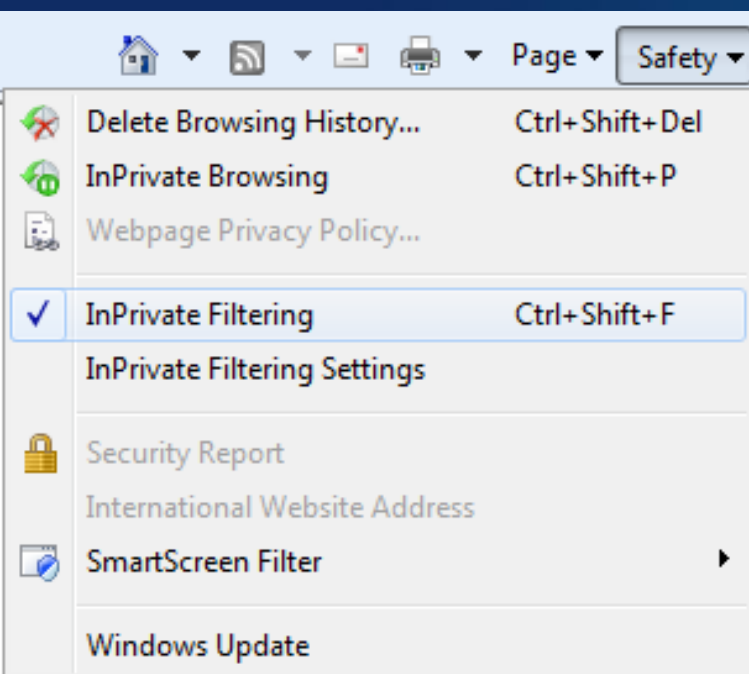 Page Safety
Delete Browsing History... Ctrl+Shift+Del
InPrivate Browsing Ctrl+Shift+P
Webpage Privacy Policy...
InPrivate Filtering Ctrl+Shift+F
InPrivate Filtering Settings
Security Report
International Website Address
SmartScreen Filter
Windows Update